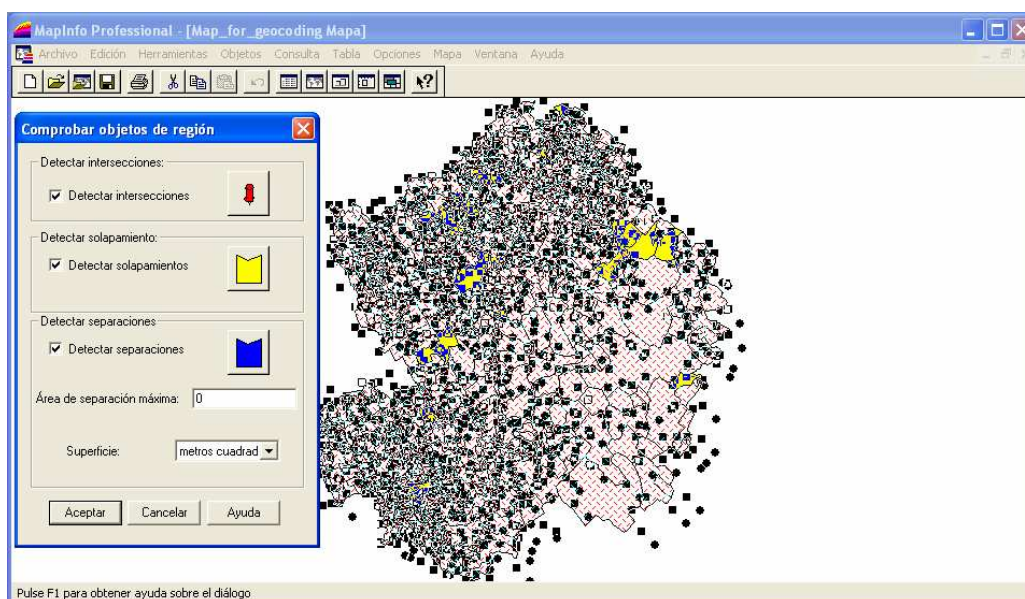 MapInfo Professional - [Map_for_geocoding Mapa]
Archivo Edición Herramientas Objetos Consulta Tabla Opciones Mapa Ventana Ayuda
Comprobar objetos de región
Detectar intersecciones:
Detectar intersecciones
Detectar solapamiento:
Detectar solapamientos
Detectar separaciones
Detectar separaciones
Área de separación máxima: 0
Superficie: metros cuadrad
Aceptar Cancelar Ayuda
Pulse F1 para obtener ayuda sobre el diálogo